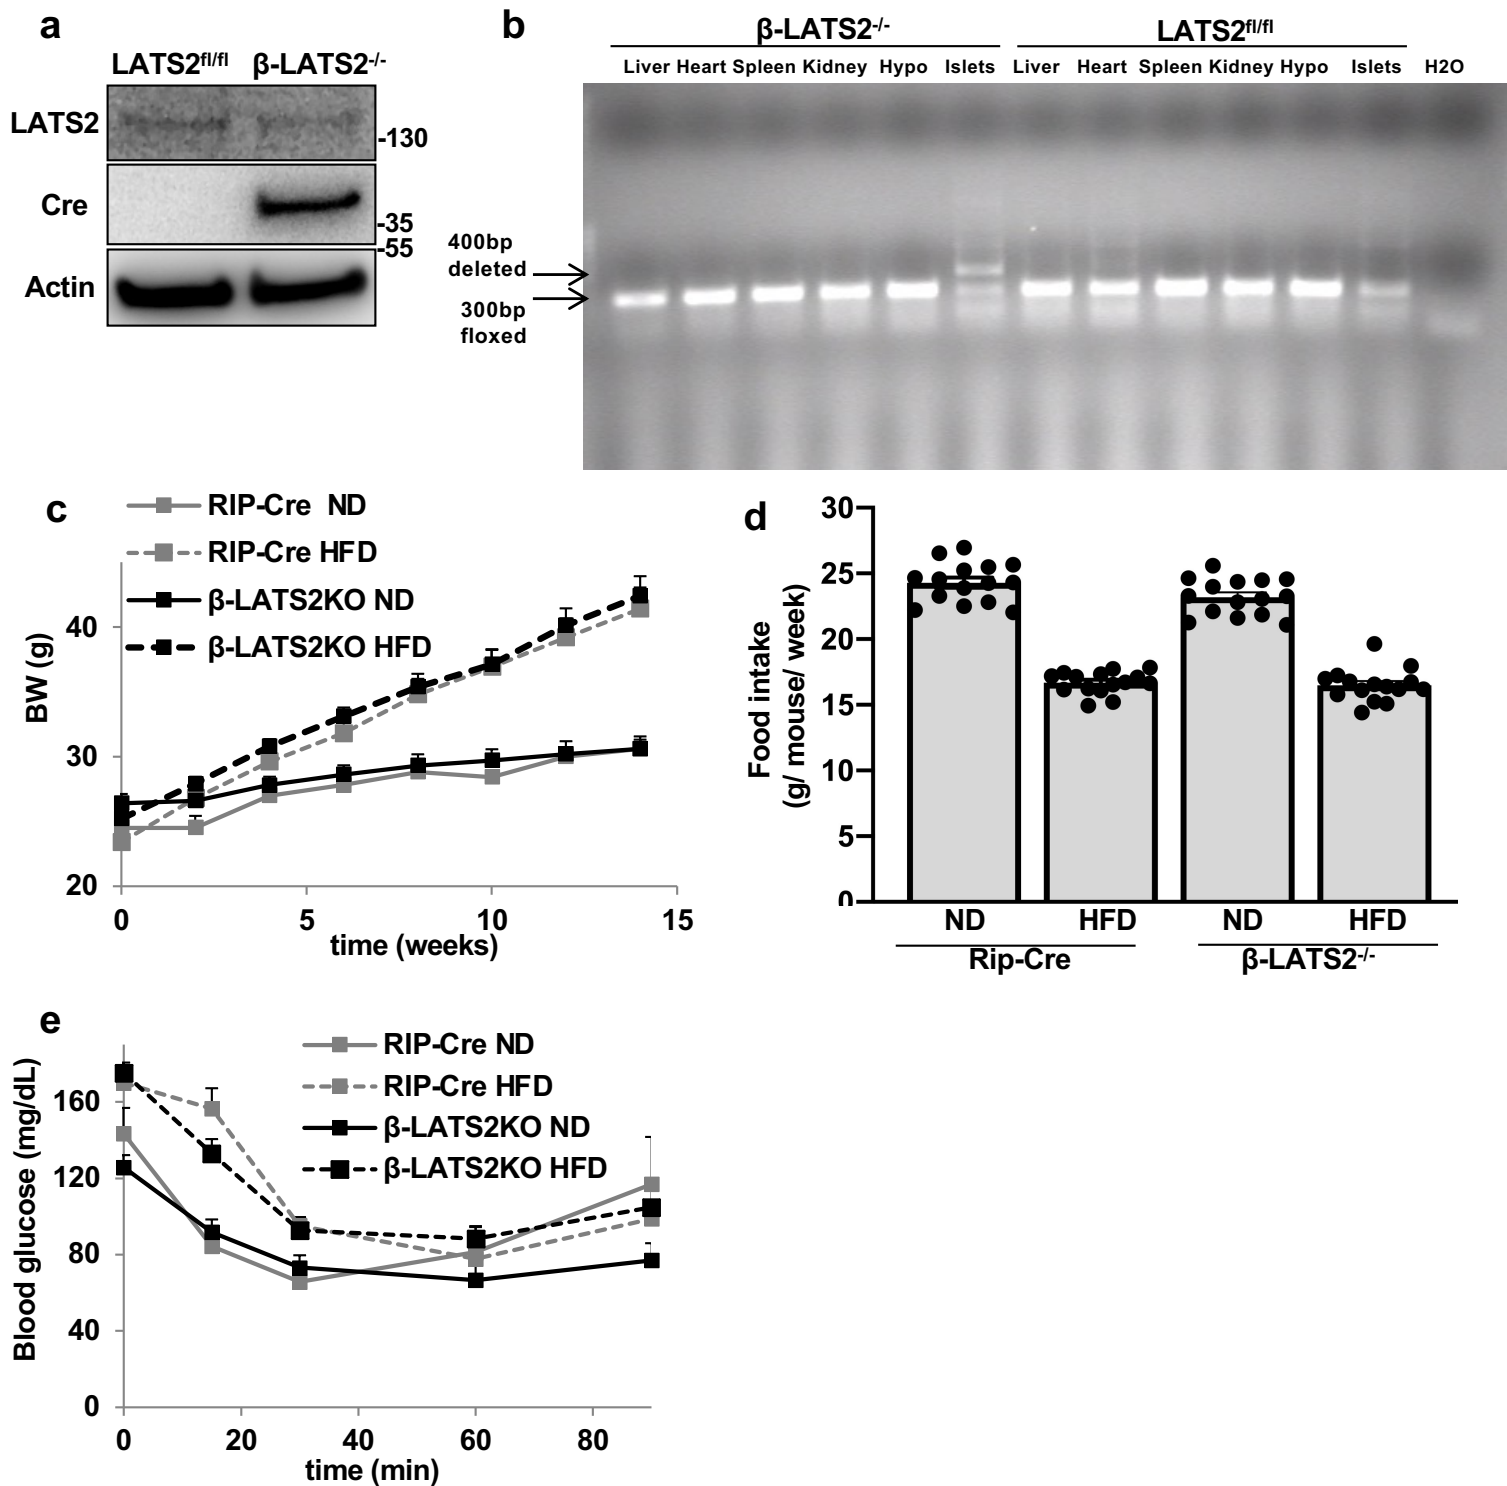 a
LATS2fl/fl β-LATS2-/-
LATS2
-130
Cre
-35
-55
Actin
b
β-LATS2-/- LATS2fl/fl
Liver Heart Spleen Kidney Hypo Islets Liver Heart Spleen Kidney Hypo Islets H2O
400bp
deleted
300bp
floxed
c
RIP-Cre ND
RIP-Cre HFD
β-LATS2KO ND
β-LATS2KO HFD
BW (g)
40
30
20
0 5 10 15
time (weeks)
d
Food intake
(g/ mouse/ week)
30
25
20
15
10
5
0
ND HFD ND HFD
Rip-Cre β-LATS2-/-
e
RIP-Cre ND
RIP-Cre HFD
β-LATS2KO ND
β-LATS2KO HFD
Blood glucose (mg/dL)
160
120
80
40
0
0 20 40 60 80
time (min)